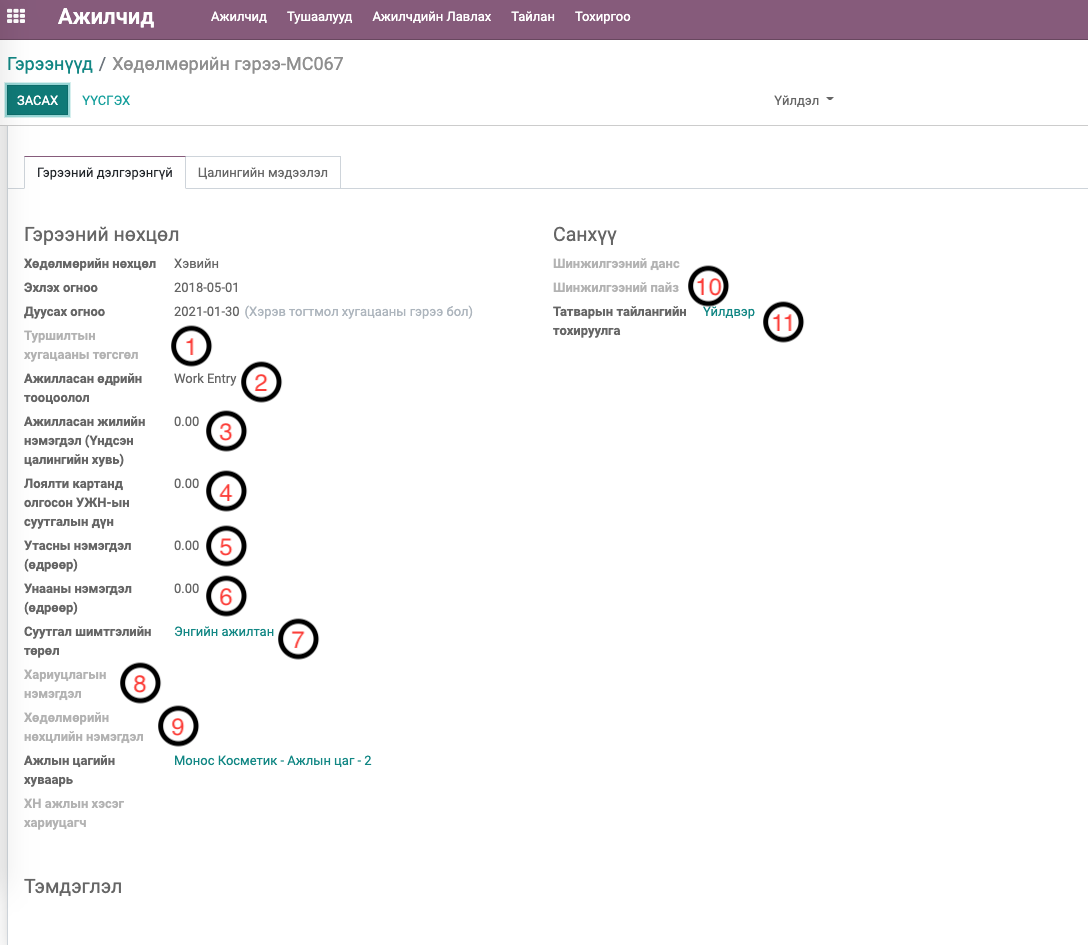 Ажилчид
Ажилчид Тушаалууд Ажилчдийн Лавлах Тайлан Тохиргоо
Гэрээнүүд / Хөдөлмөрийн гэрээ-МС067
ЗАСАХ ҮҮСГЭХ
Үйлдэл
Гэрээний дэлгэрэнгүй
Цалингийн мэдээлэл
Гэрээний нөхцөл
Хөдөлмөрийн нөхцөл Хэвийн
Эхлэх огноо 2018-05-01
Дуусах огноо 2021-01-30 (Хэрэв тогтмол хугацааны гэрээ бол)
Туршилтын
хугацааны төгсгөл
1
Ажилласан өдрийн
тооцоолол
Work Entry
2
Ажилласан жилийн
нэмэгдэл (Үндсэн
цалингийн хувь)
0.00
3
Лоялти картанд
олгосон УЖН-ын
суутгалын дүн
0.00
4
Утасны нэмэгдэл
(өдрөөр)
0.00
5
Унааны нэмэгдэл
(өдрөөр)
0.00
6
Суутгал шимтгэлийн
төрөл
Энгийн ажилтан
7
Хариуцлагын
нэмэгдэл
8
Хөдөлмөрийн
нөхцлийн нэмэгдэл
9
Ажлын цагийн
хуваарь
Монос Косметик - Ажлын цаг - 2
ХН ажлын хэсэг
хариуцагч
Санхүү
Шинжилгээний данс
Шинжилгээний пайз
10
Татварын тайлангийн
тохируулга
Үйлдвэр
11
Тэмдэглэл